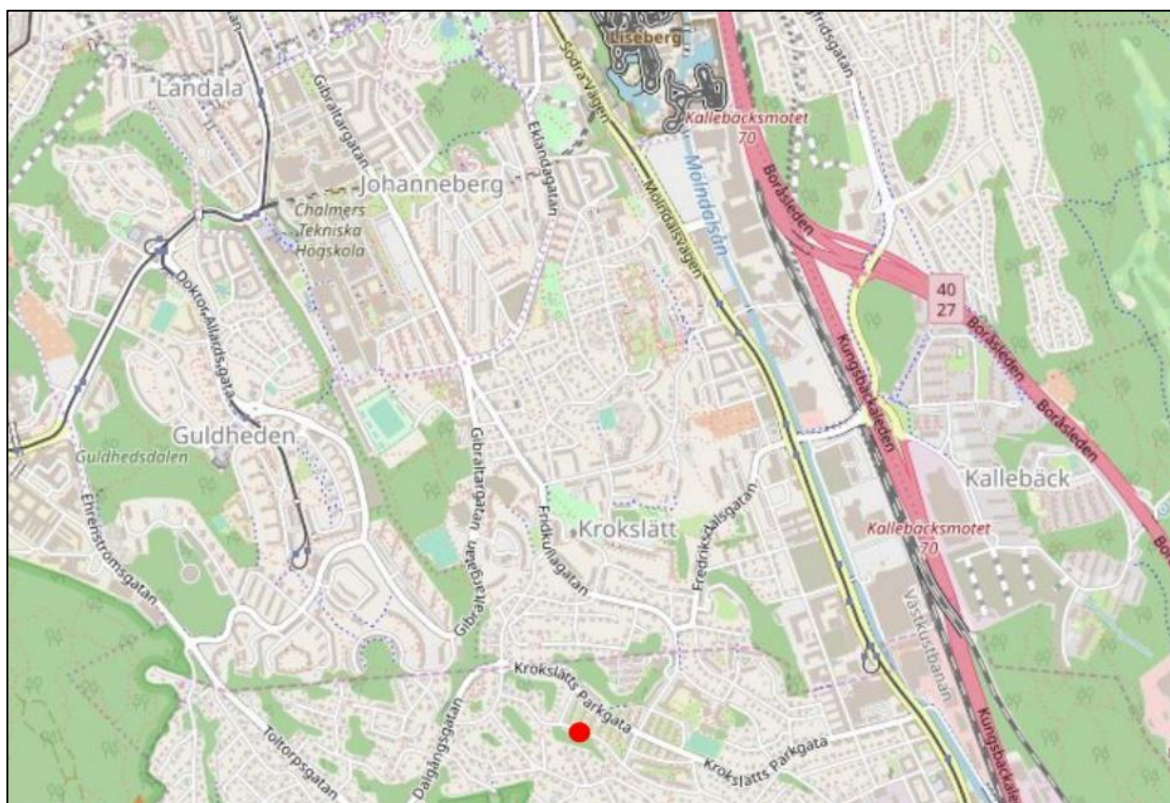 Liseberg
Södra vägen
Landala
Gibraltargatan
Kallebäcksmotet
70
Eklandagatan
Boråsleden
Johanneberg
Mölndalsån
Mölndalsvägen
Chalmers
Tekniska
Högskola
40
27
Boråsleden
Doktor Allards gata
Kungsbackaleden
Boråsleden
Guldheden
Guldhedsdalen
Gibraltargatan
Kallebäck
Ehrenströmsgatan
Fridkullagatan
Krokslätt
Fredriksdalsgatan
Kallebäcksmotet
70
Västkustbanan
Krokslätts Parkgata
Dalgångsgatan
Toltorpsgatan
Krokslätts Parkgata